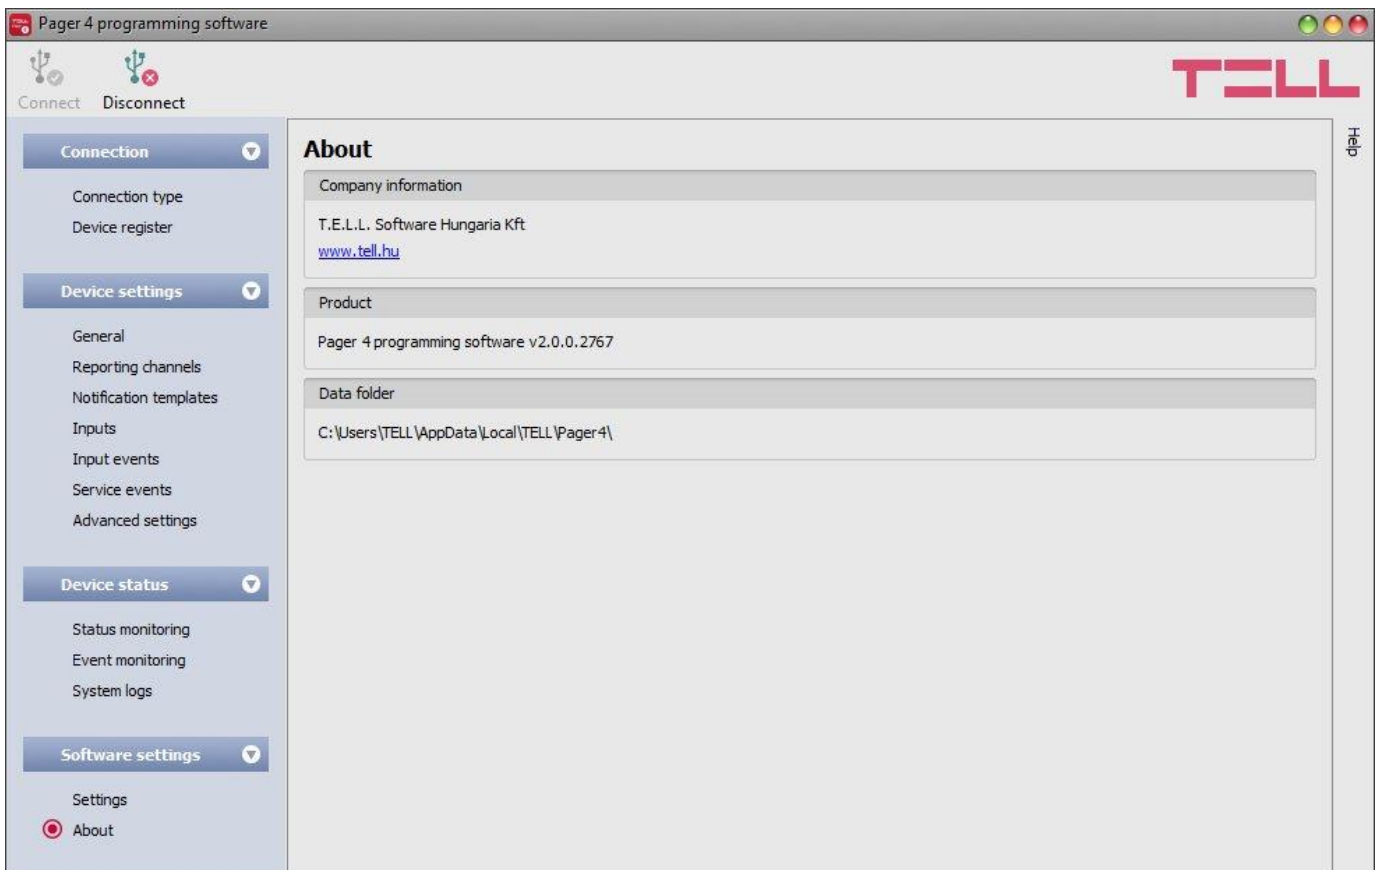 Pager 4 programming software
Connect Disconnect
TELL
Connection
Connection type
Device register
Device settings
General
Reporting channels
Notification templates
Inputs
Input events
Service events
Advanced settings
Device status
Status monitoring
Event monitoring
System logs
Software settings
Settings
About
About
Company information
T.E.L.L. Software Hungaria Kft
www.tell.hu
Product
Pager 4 programming software v2.0.0.2767
Data folder
C:\Users\TELL\AppData\Local\TELL\Pager4\
Help